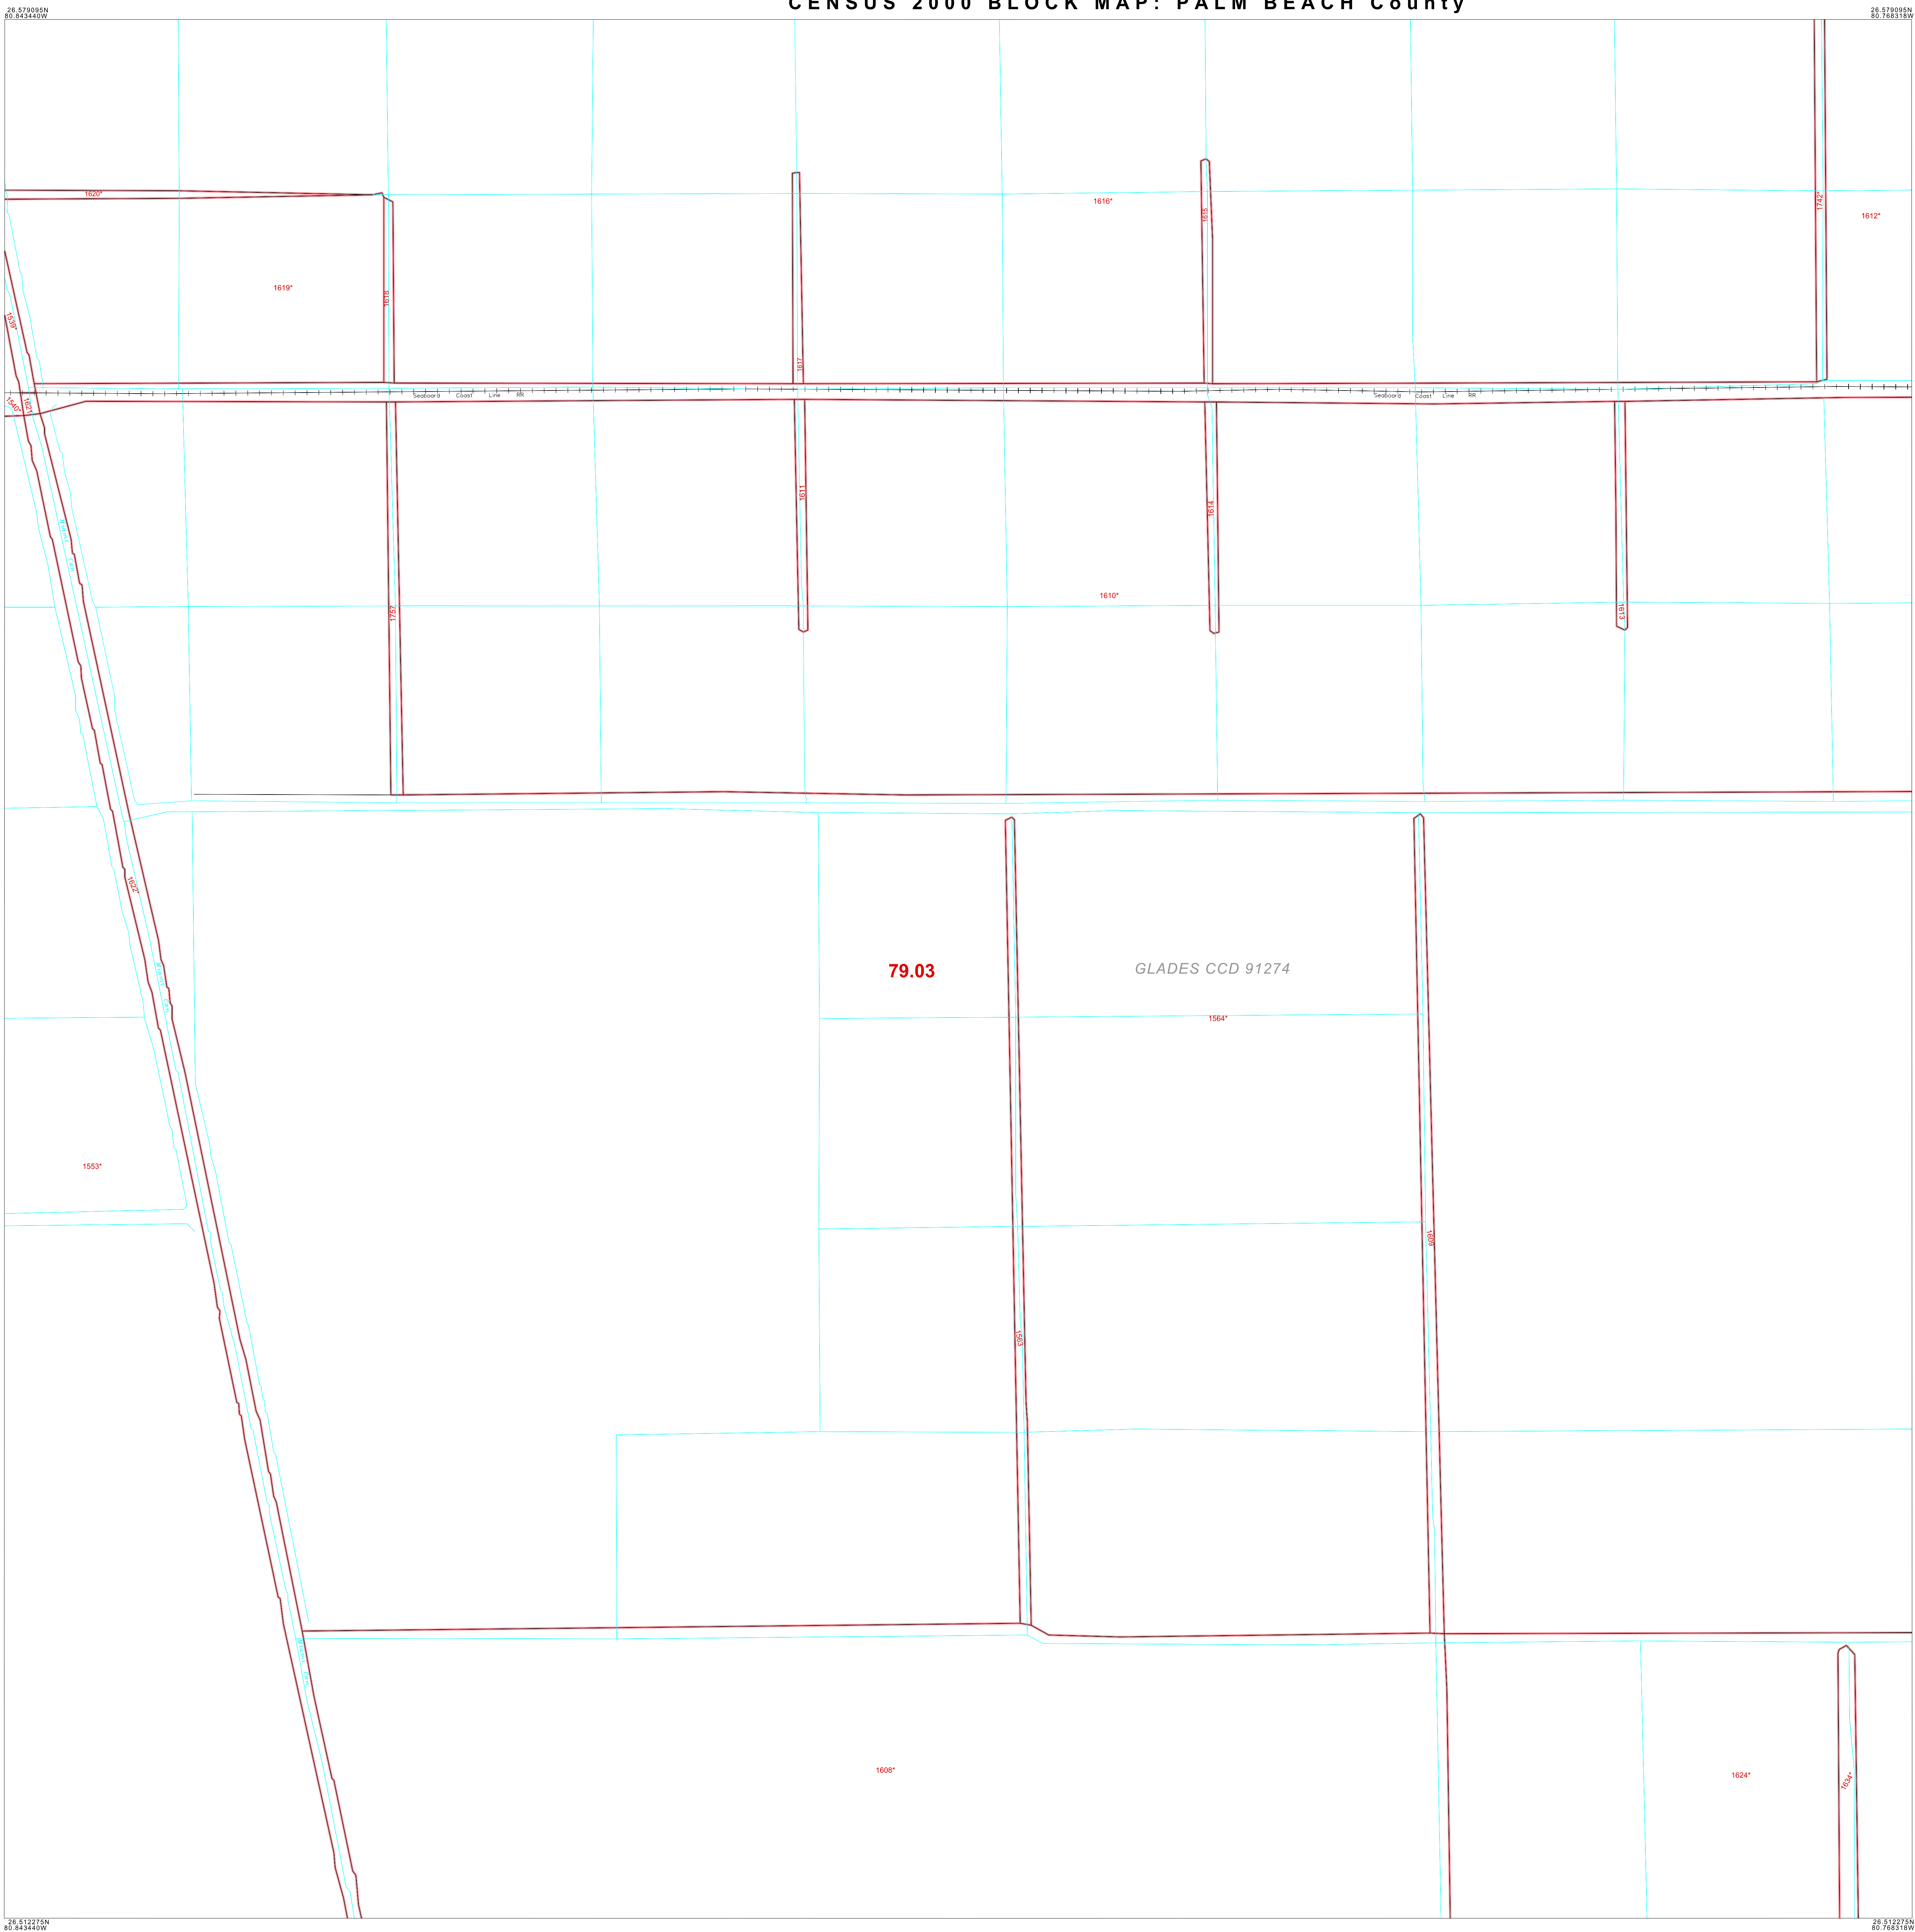 CENSUS 2000 BLOCK MAP: PALM BEACH County
26.579095N
80.843440W
26.579095N
80.768318W
1620*
1616*
1615
1742*
1612*
1619*
1618
1539*
1617
1540*
1621
Seaboard Coast Line RR
Seaboard Coast Line RR
1611
1614
1757
1610*
1613
1622*
79.03
GLADES CCD 91274
1564*
1553*
1609
1563
1608*
1624*
1634*
26.512275N
80.843440W
26.512275N
80.768318W